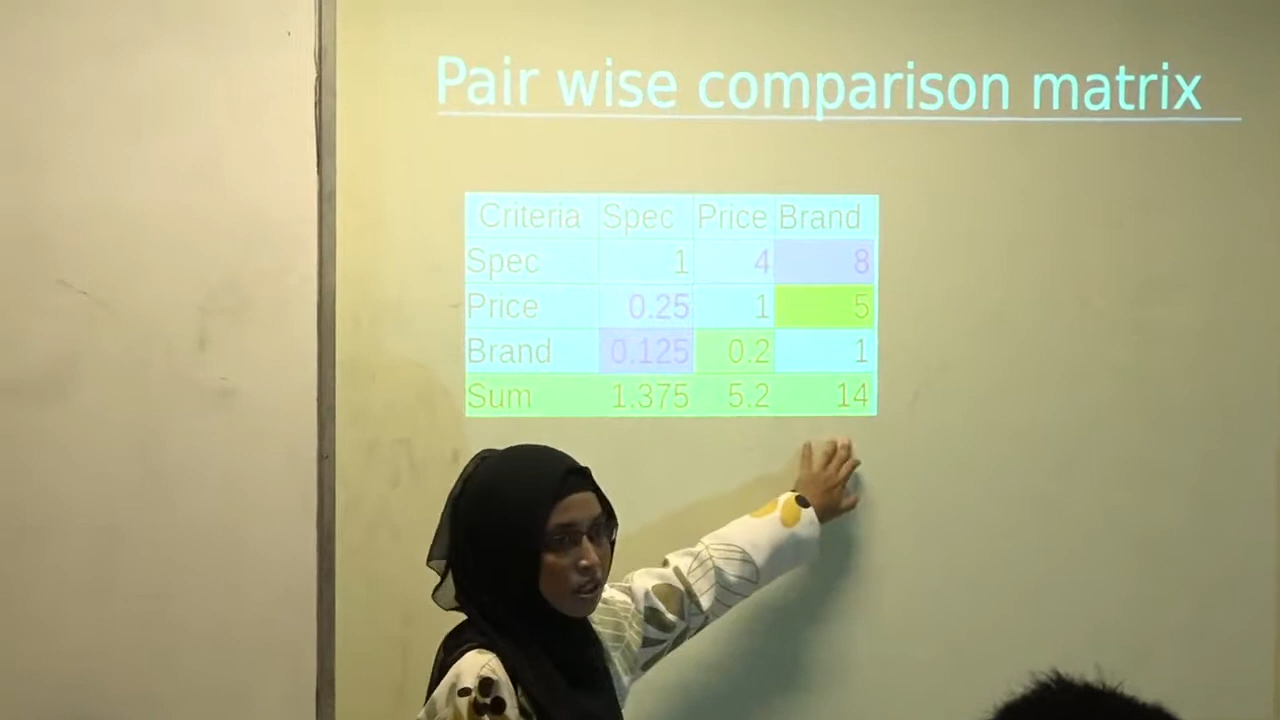 Pair wise comparison matrix
Criteria Spec Price Brand
Spec 1 4 8
Price 0.25 1 5
Brand 0.125 0.2 1
Sum 1.375 5.2 14